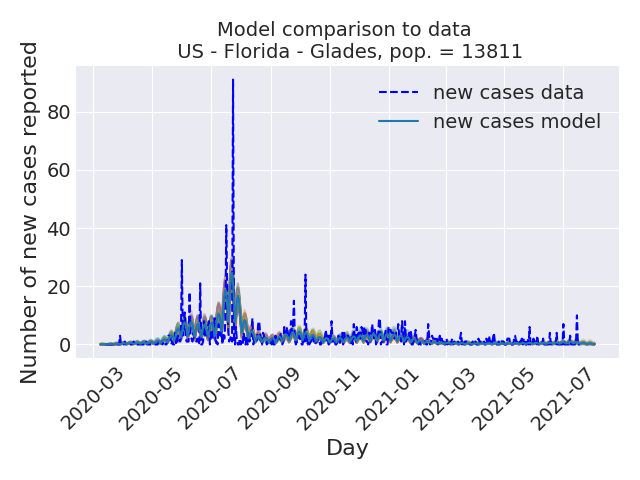 Model comparison to data
US - Florida - Glades, pop. = 13811
Number of new cases reported
new cases data
new cases model
80
60
40
20
0
2020-03
2020-05
2020-07
2020-09
2020-11
2021-01
2021-03
2021-05
2021-07
Day